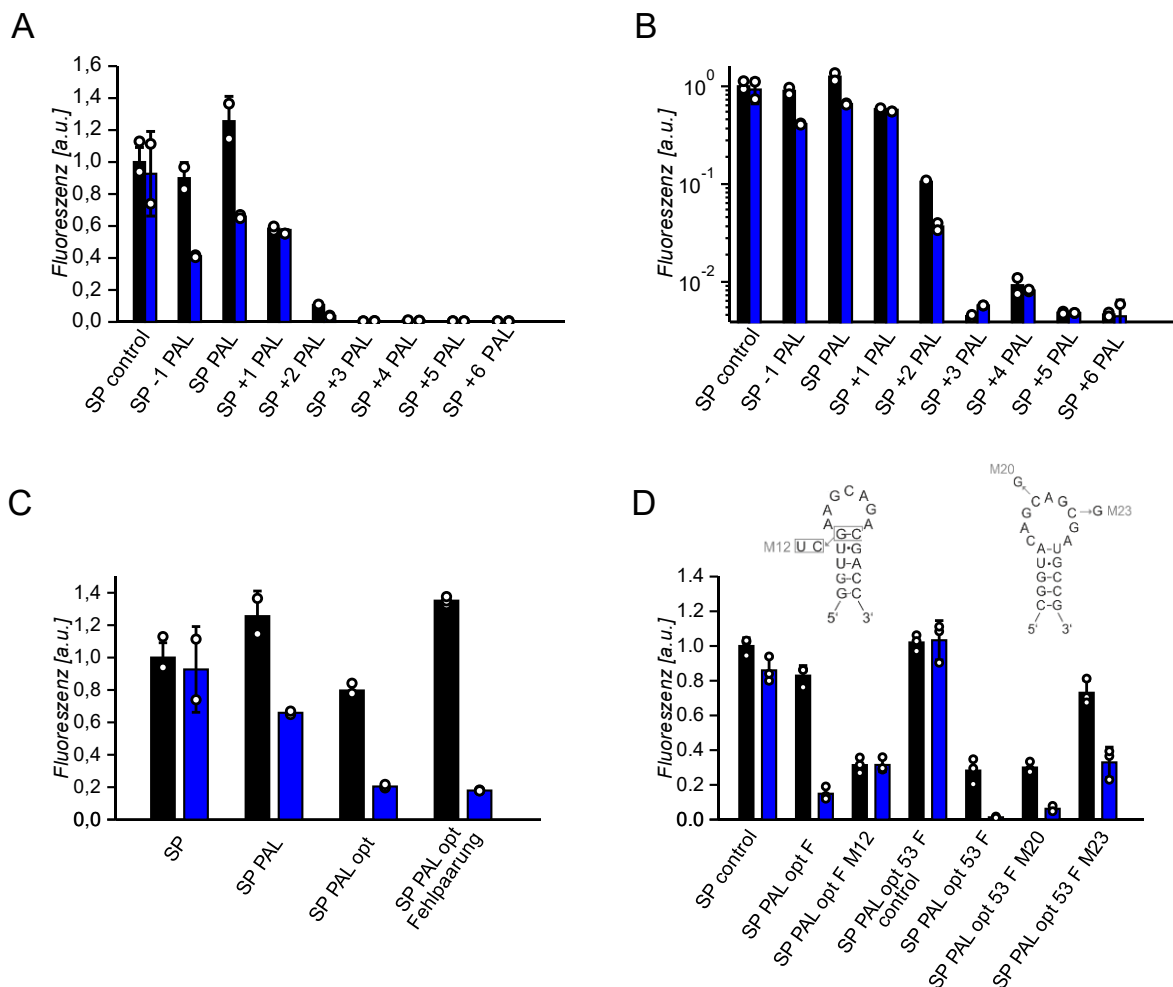 A
Fluoreszenz [a.u.]
1,6
1,4
1,2
1,0
0,8
0,6
0,4
0,2
0,0
SP control
SP -1 PAL
SP PAL
SP +1 PAL
SP +2 PAL
SP +3 PAL
SP +4 PAL
SP +5 PAL
SP +6 PAL
B
Fluoreszenz [a.u.]
10^0
10^-1
10^-2
SP control
SP -1 PAL
SP PAL
SP +1 PAL
SP +2 PAL
SP +3 PAL
SP +4 PAL
SP +5 PAL
SP +6 PAL
C
Fluoreszenz [a.u.]
1,4
1,2
1,0
0,8
0,6
0,4
0,2
0,0
SP
SP PAL
SP PAL opt
SP PAL opt
Fehlpaarung
D
M12 U C
G C A G A
A A G C
U G
U A
G C
G C
5' 3'
M20
G
C A G C
G G M23
A A
C U
A G
U C
G C
G G
C
5' 3'
Fluoreszenz [a.u.]
1.4
1.2
1.0
0.8
0.6
0.4
0.2
0.0
SP control
SP PAL opt F
SP PAL opt F M12
SP PAL opt 53 F
control
SP PAL opt 53 F
SP PAL opt 53 F M20
SP PAL opt 53 F M23